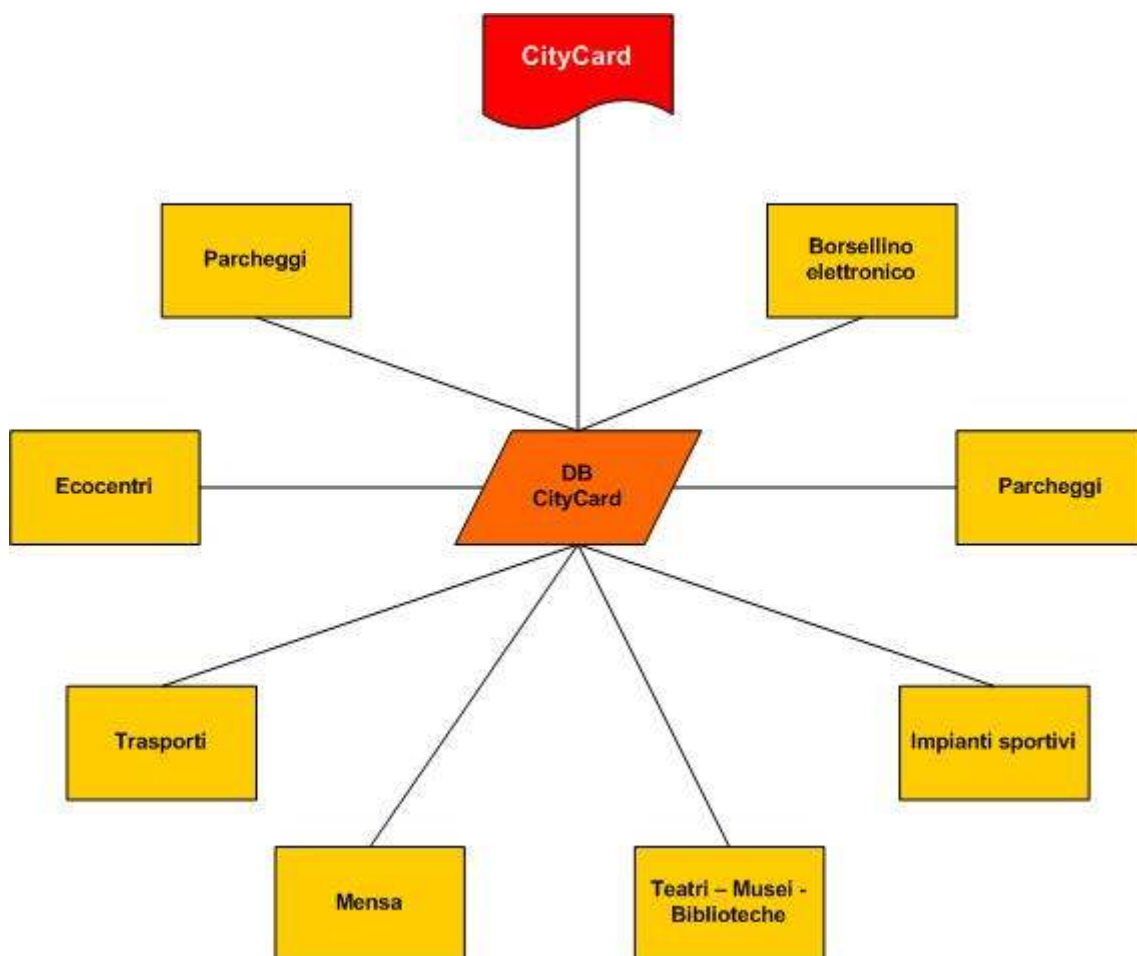 CityCard
Parcheggi
Borsellino
elettronico
Ecocentri
DB
CityCard
Parcheggi
Trasporti
Impianti sportivi
Mensa
Teatri – Musei -
Biblioteche